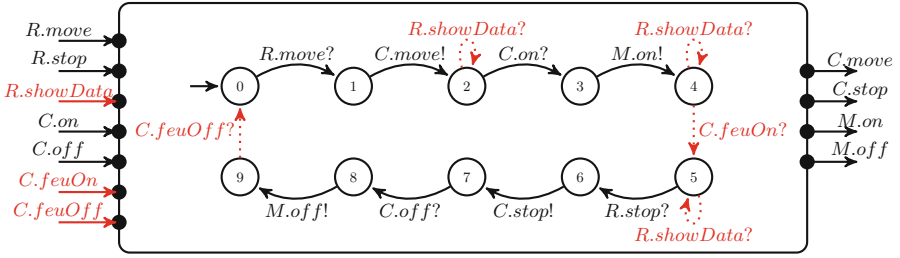 R.move
R.stop
R.showData
C.on
C.off
C.feuOn
C.feuOff
R.showData? R.showData?
R.move? C.move! C.on? M.on!
0 1 2 3 4
C.feuOff? C.feuOn?
9 8 7 6 5
M.off! C.off? C.stop! R.stop?
R.showData?
C.move
C.stop
M.on
M.off